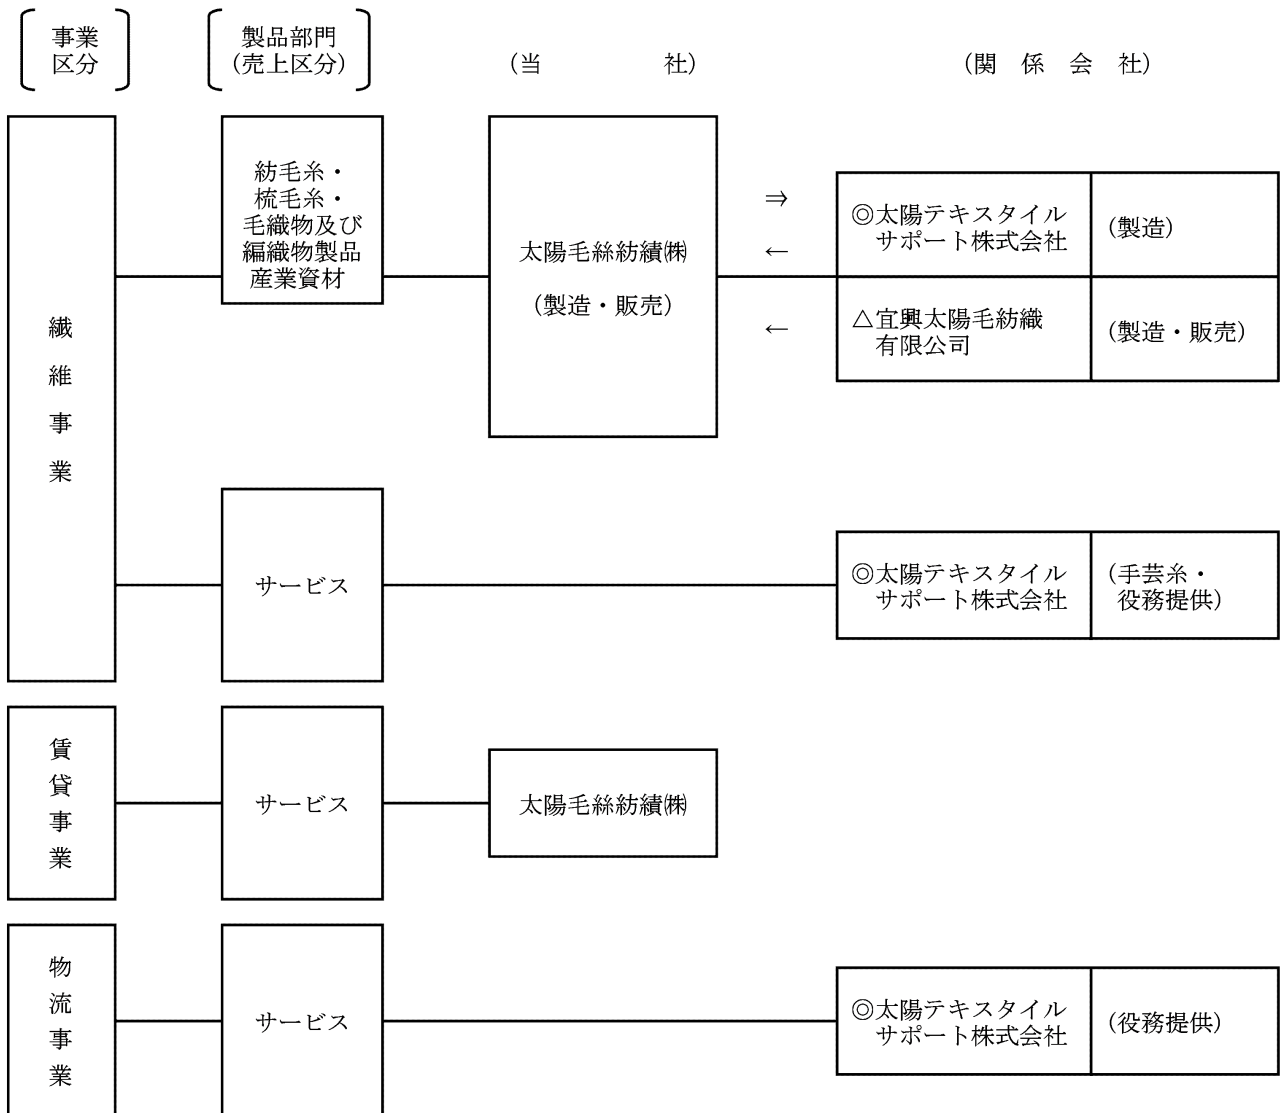 事業
区分
製品部門
(売上区分)
(当 社)
(関 係 会 社)
繊維事業
紡毛糸・
梳毛糸・
毛織物及び
編織物製品
産業資材
太陽毛絲紡績㈱
(製造・販売)
⇒
←
←
◎太陽テキスタイル
サポート株式会社
(製造)
△宜興太陽毛紡織
有限公司
(製造・販売)
サービス
◎太陽テキスタイル
サポート株式会社
(手芸糸・
役務提供)
賃貸事業
サービス
太陽毛絲紡績㈱
物流事業
サービス
◎太陽テキスタイル
サポート株式会社
(役務提供)